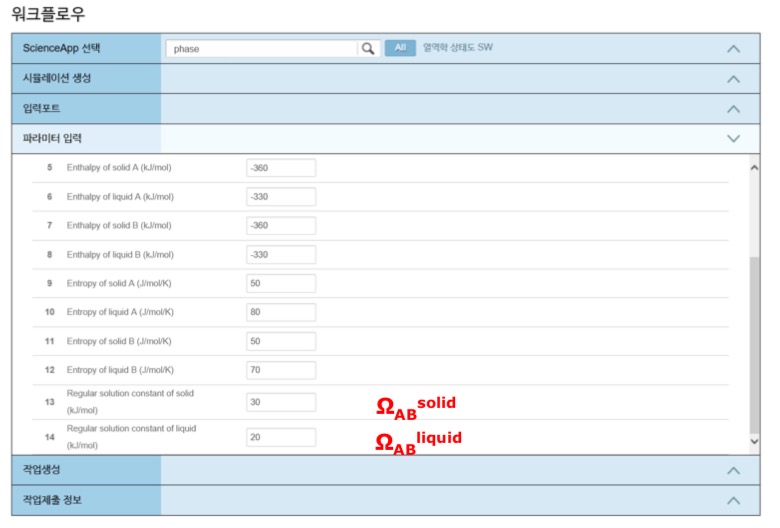 워크플로우
ScienceApp 선택 phase All 열역학 상태도 SW
시뮬레이션 생성
입력포트
파라미터 입력
5 Enthalpy of solid A (kJ/mol) -360
6 Enthalpy of liquid A (kJ/mol) -330
7 Enthalpy of solid B (kJ/mol) -360
8 Enthalpy of liquid B (kJ/mol) -330
9 Entropy of solid A (J/mol/K) 50
10 Entropy of liquid A (J/mol/K) 80
11 Entropy of solid B (J/mol/K) 50
12 Entropy of liquid B (J/mol/K) 70
13 Regular solution constant of solid (kJ/mol) 30 Ω_AB^solid
14 Regular solution constant of liquid (kJ/mol) 20 Ω_AB^liquid
작업생성
작업제출 정보